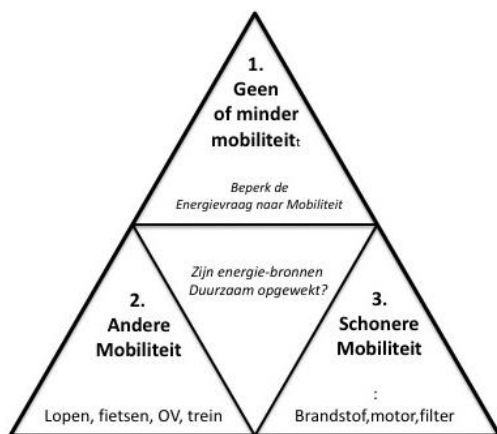 1.
Geen
of minder
mobiliteitt
Beperk de
Energievraag naar Mobiliteit
Zijn energie-bronnen
Duurzaam opgewekt?
2.
Andere
Mobiliteit
Lopen, fietsen, OV, trein
3.
Schonere
Mobiliteit
:
Brandstof,motor,filter